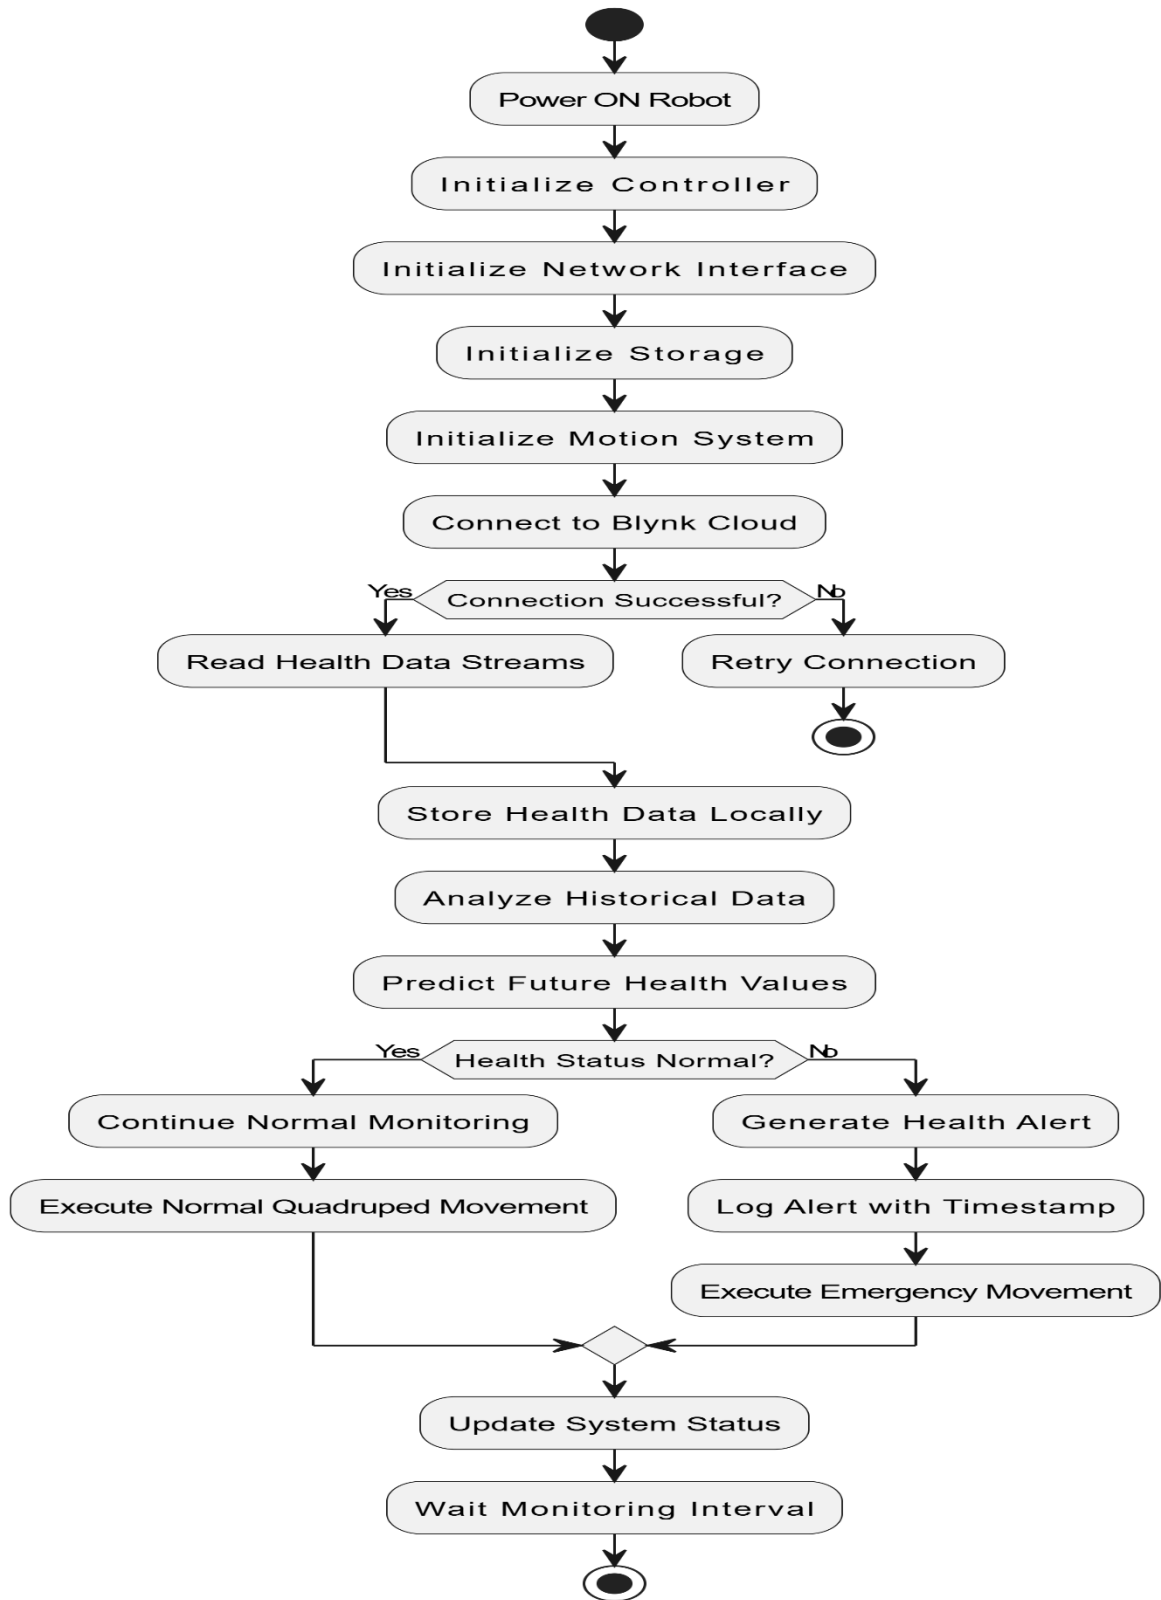 Power ON Robot
Initialize Controller
Initialize Network Interface
Initialize Storage
Initialize Motion System
Connect to Blynk Cloud
Yes
Connection Successful?
No
Read Health Data Streams
Retry Connection
Store Health Data Locally
Analyze Historical Data
Predict Future Health Values
Yes
Health Status Normal?
No
Continue Normal Monitoring
Generate Health Alert
Execute Normal Quadruped Movement
Log Alert with Timestamp
Execute Emergency Movement
Update System Status
Wait Monitoring Interval